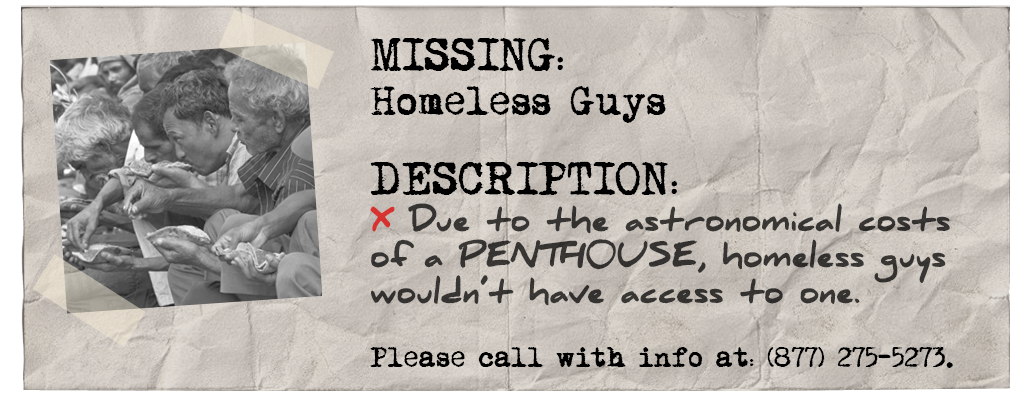 MISSING:
Homeless Guys
DESCRIPTION:
❌ Due to the astronomical costs
of a PENTHOUSE, homeless guys
wouldn't have access to one.
Please call with info at: (877) 275-5273.